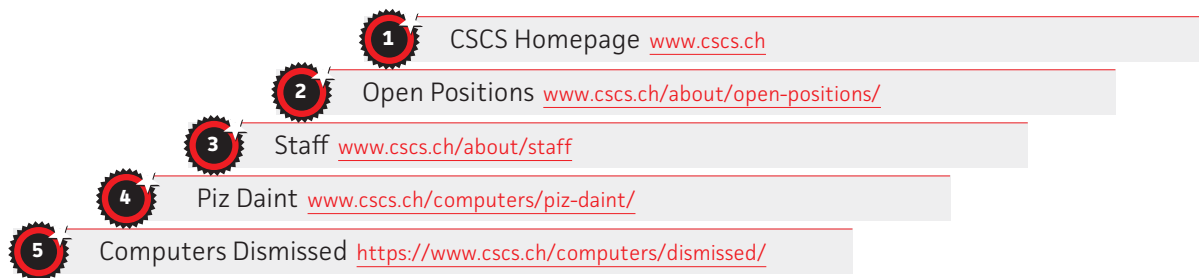 1 CSCS Homepage www.cscs.ch
2 Open Positions www.cscs.ch/about/open-positions/
3 Staff www.cscs.ch/about/staff
4 Piz Daint www.cscs.ch/computers/piz-daint/
5 Computers Dismissed https://www.cscs.ch/computers/dismissed/